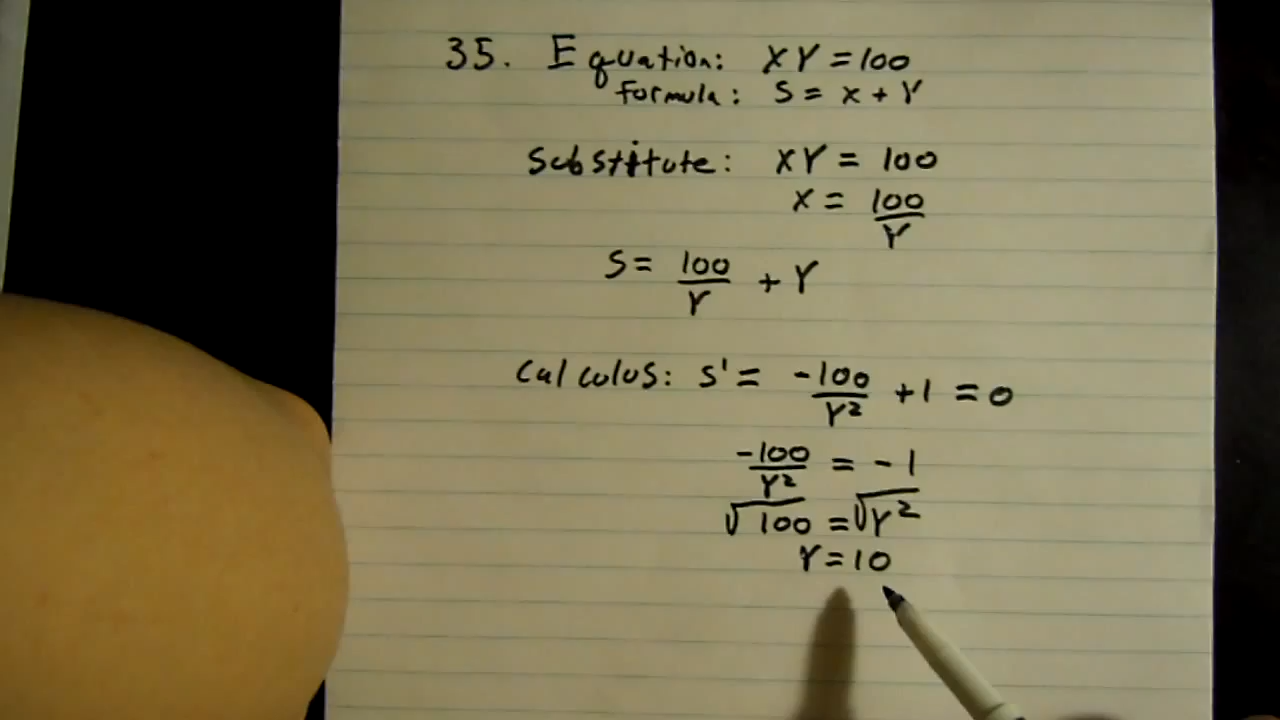 35. Equation: XY = 100
formula: S = x + Y
Substitute: XY = 100
X = 100/Y
S = 100/Y + Y
Calculus: S' = -100/Y² + 1 = 0
-100/Y² = -1
√100 = √Y²
Y = 10